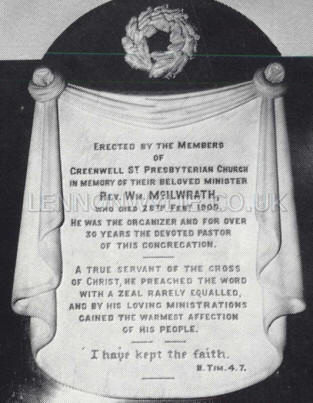 ERECTED BY THE MEMBERS
OF
GREENWELL ST PRESBYTERIAN CHURCH
IN MEMORY OF THEIR BELOVED MINISTER
REV. WM. McILWRATH,
WHO DIED 28TH FEBY 1905.
HE WAS THE ORGANIZER AND FOR OVER
30 YEARS THE DEVOTED PASTOR
OF THIS CONGREGATION.
A TRUE SERVANT OF THE CROSS
OF CHRIST, HE PREACHED THE WORD
WITH A ZEAL RARELY EQUALLED,
AND BY HIS LOVING MINISTRATIONS
GAINED THE WARMEST AFFECTION
OF HIS PEOPLE.
"I have kept the faith.
II. TIM. 4.7.